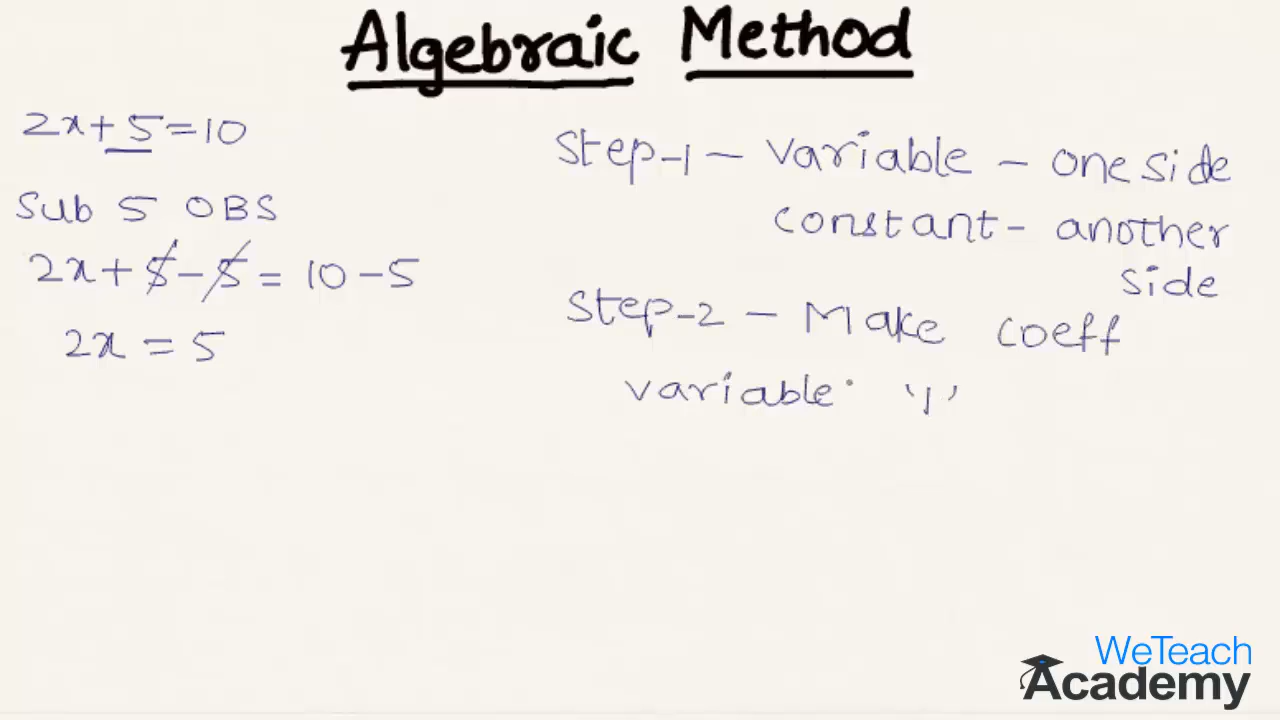 Algebraic Method
2x+5=10
Sub 5 OBS
2x+5-5=10-5
2x=5
Step-1 - Variable - one side
constant - another
side
Step-2 - Make coeff
variable '1'
WeTeach
Academy